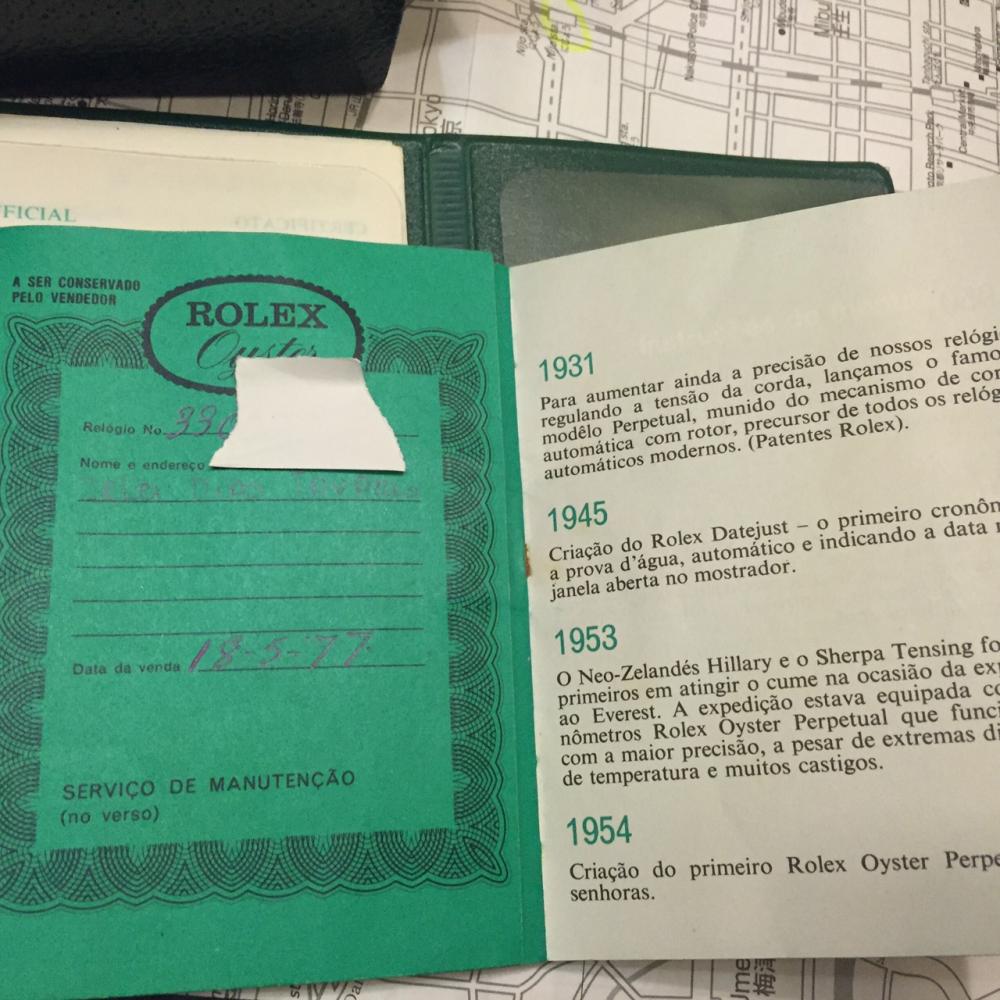 FFICIAL
CERTIFICATO
A SER CONSERVADO
PELO VENDEDOR
ROLEX
Oyster
Relógio No. 330
Nome e endereço
Data da venda 18-5-77
SERVIÇO DE MANUTENÇÃO
(no verso)
1931
Para aumentar ainda a precisão de nossos relógi
regulando a tensão da corda, lançamos o famo
modêlo Perpetual, munido do mecanismo de cor
automática com rotor, precursor de todos os relóg
automáticos modernos. (Patentes Rolex).
1945
Criação do Rolex Datejust – o primeiro cronôn
a prova d'água, automático e indicando a data n
janela aberta no mostrador.
1953
O Neo-Zelandés Hillary e o Sherpa Tensing fo
primeiros em atingir o cume na ocasião da exp
ao Everest. A expedição estava equipada co
nômetros Rolex Oyster Perpetual que funci
com a maior precisão, a pesar de extremas di
de temperatura e muitos castigos.
1954
Criação do primeiro Rolex Oyster Perpe
senhoras.